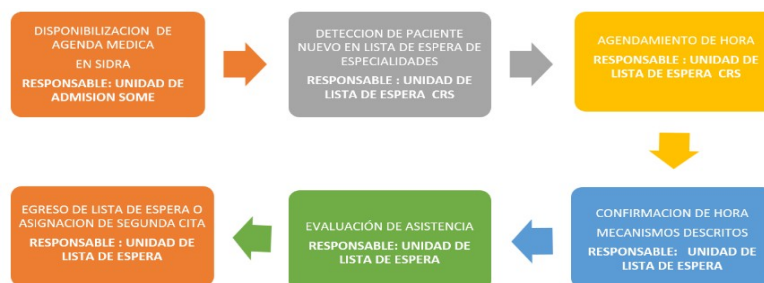 DISPONIBILIZACION DE
AGENDA MEDICA
EN SIDRA
RESPONSABLE: UNIDAD DE
ADMISION SOME
DETECCION DE PACIENTE
NUEVO EN LISTA DE ESPERA DE
ESPECIALIDADES
RESPONSABLE : UNIDAD DE
LISTA DE ESPERA CRS
AGENDAMIENTO DE HORA
RESPONSABLE : UNIDAD DE
LISTA DE ESPERA CRS
CONFIRMACION DE HORA
MECANISMOS DESCRITOS
RESPONSABLE: UNIDAD DE
LISTA DE ESPERA
EVALUACIÓN DE ASISTENCIA
RESPONSABLE: UNIDAD DE
LISTA DE ESPERA
EGRESO DE LISTA DE ESPERA O
ASIGNACION DE SEGUNDA CITA
RESPONSABLE : UNIDAD DE
LISTA DE ESPERA